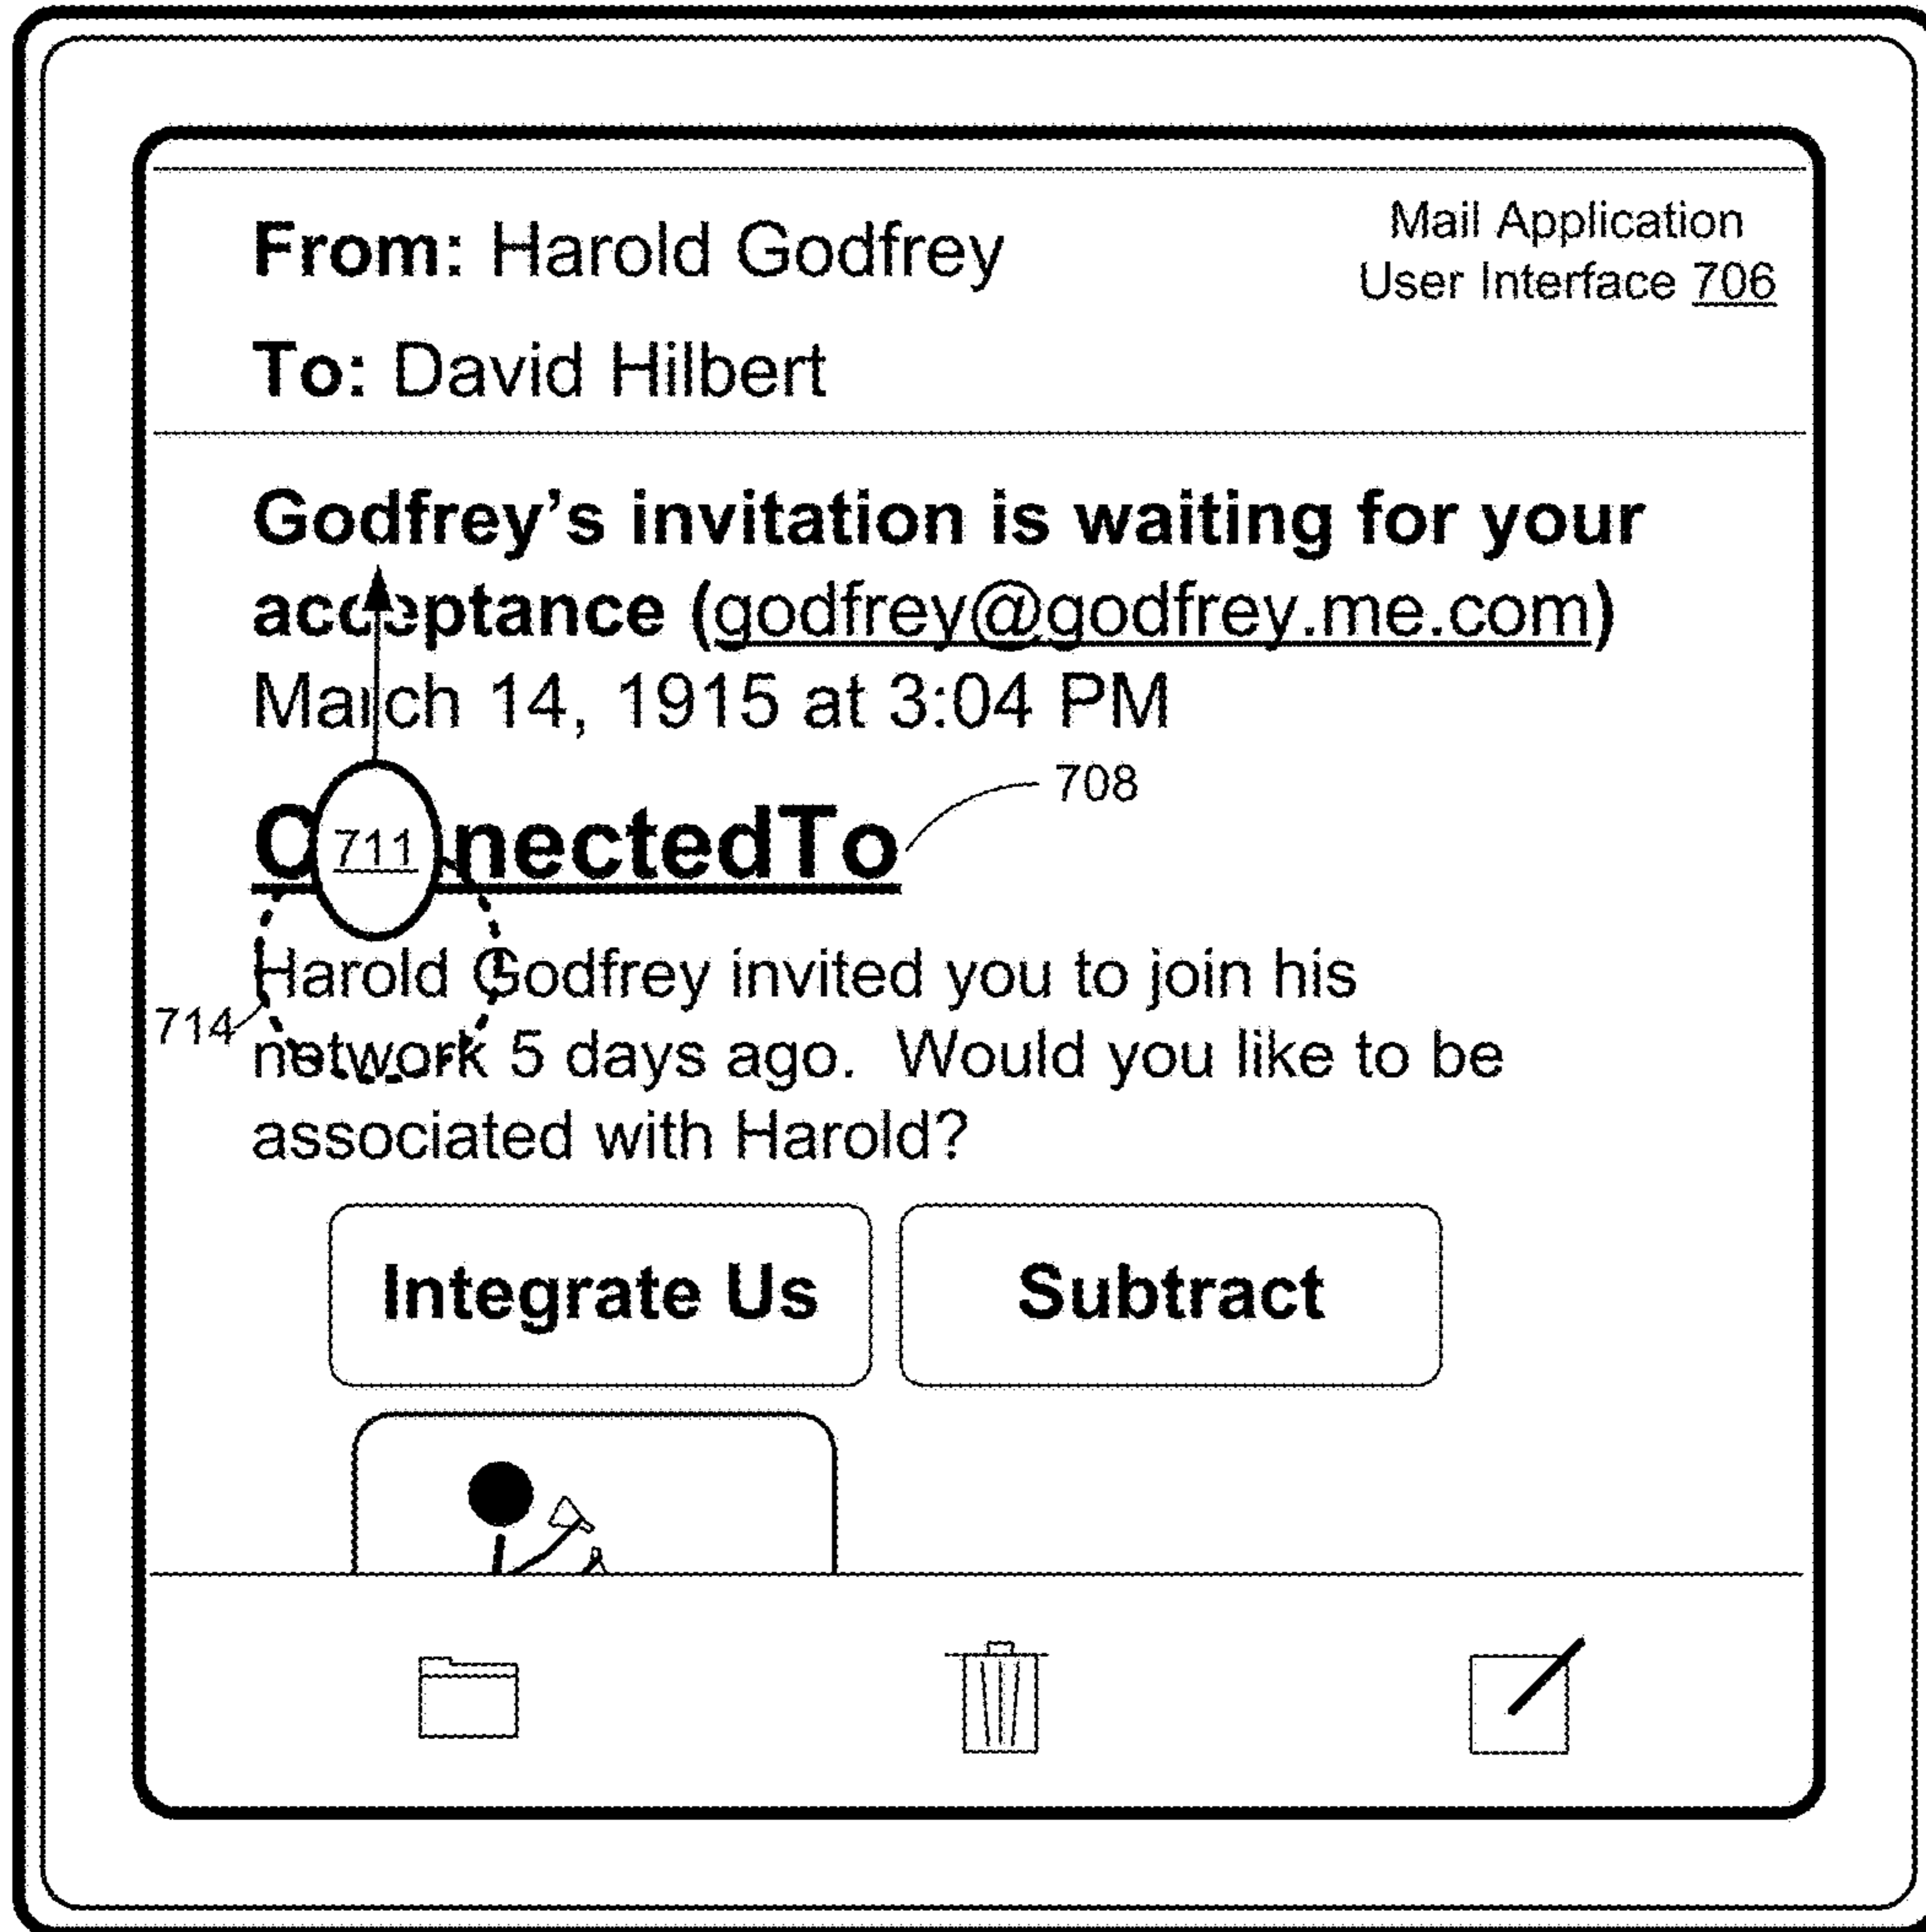 From: Harold Godfrey
Mail Application
User Interface 706
To: David Hilbert
Godfrey’s invitation is waiting for your
acceptance (godfrey@godfrey.me.com)
March 14, 1915 at 3:04 PM
708
C nectedTo
711
Harold Godfrey invited you to join his
714
network 5 days ago.  Would you like to be
associated with Harold?
Integrate Us
Subtract